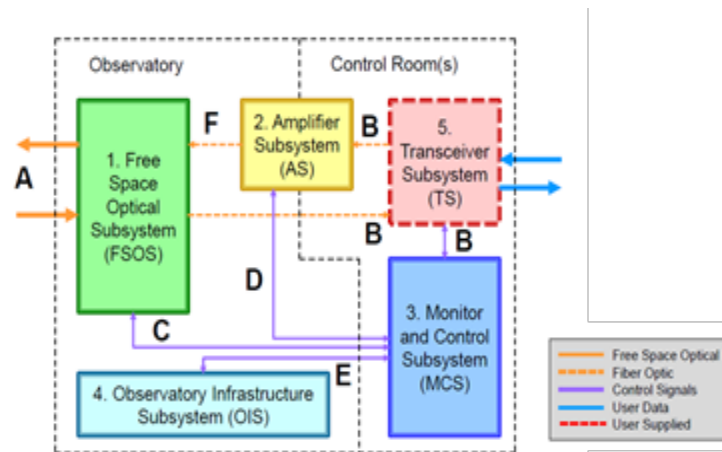 Observatory
Control Room(s)
F
2. Amplifier
Subsystem
(AS)
B
5.
Transceiver
Subsystem
(TS)
A
1. Free
Space
Optical
Subsystem
(FSOS)
B
B
D
C
3. Monitor
and Control
Subsystem
(MCS)
E
4. Observatory Infrastructure
Subsystem (OIS)
Free Space Optical
Fiber Optic
Control Signals
User Data
User Supplied